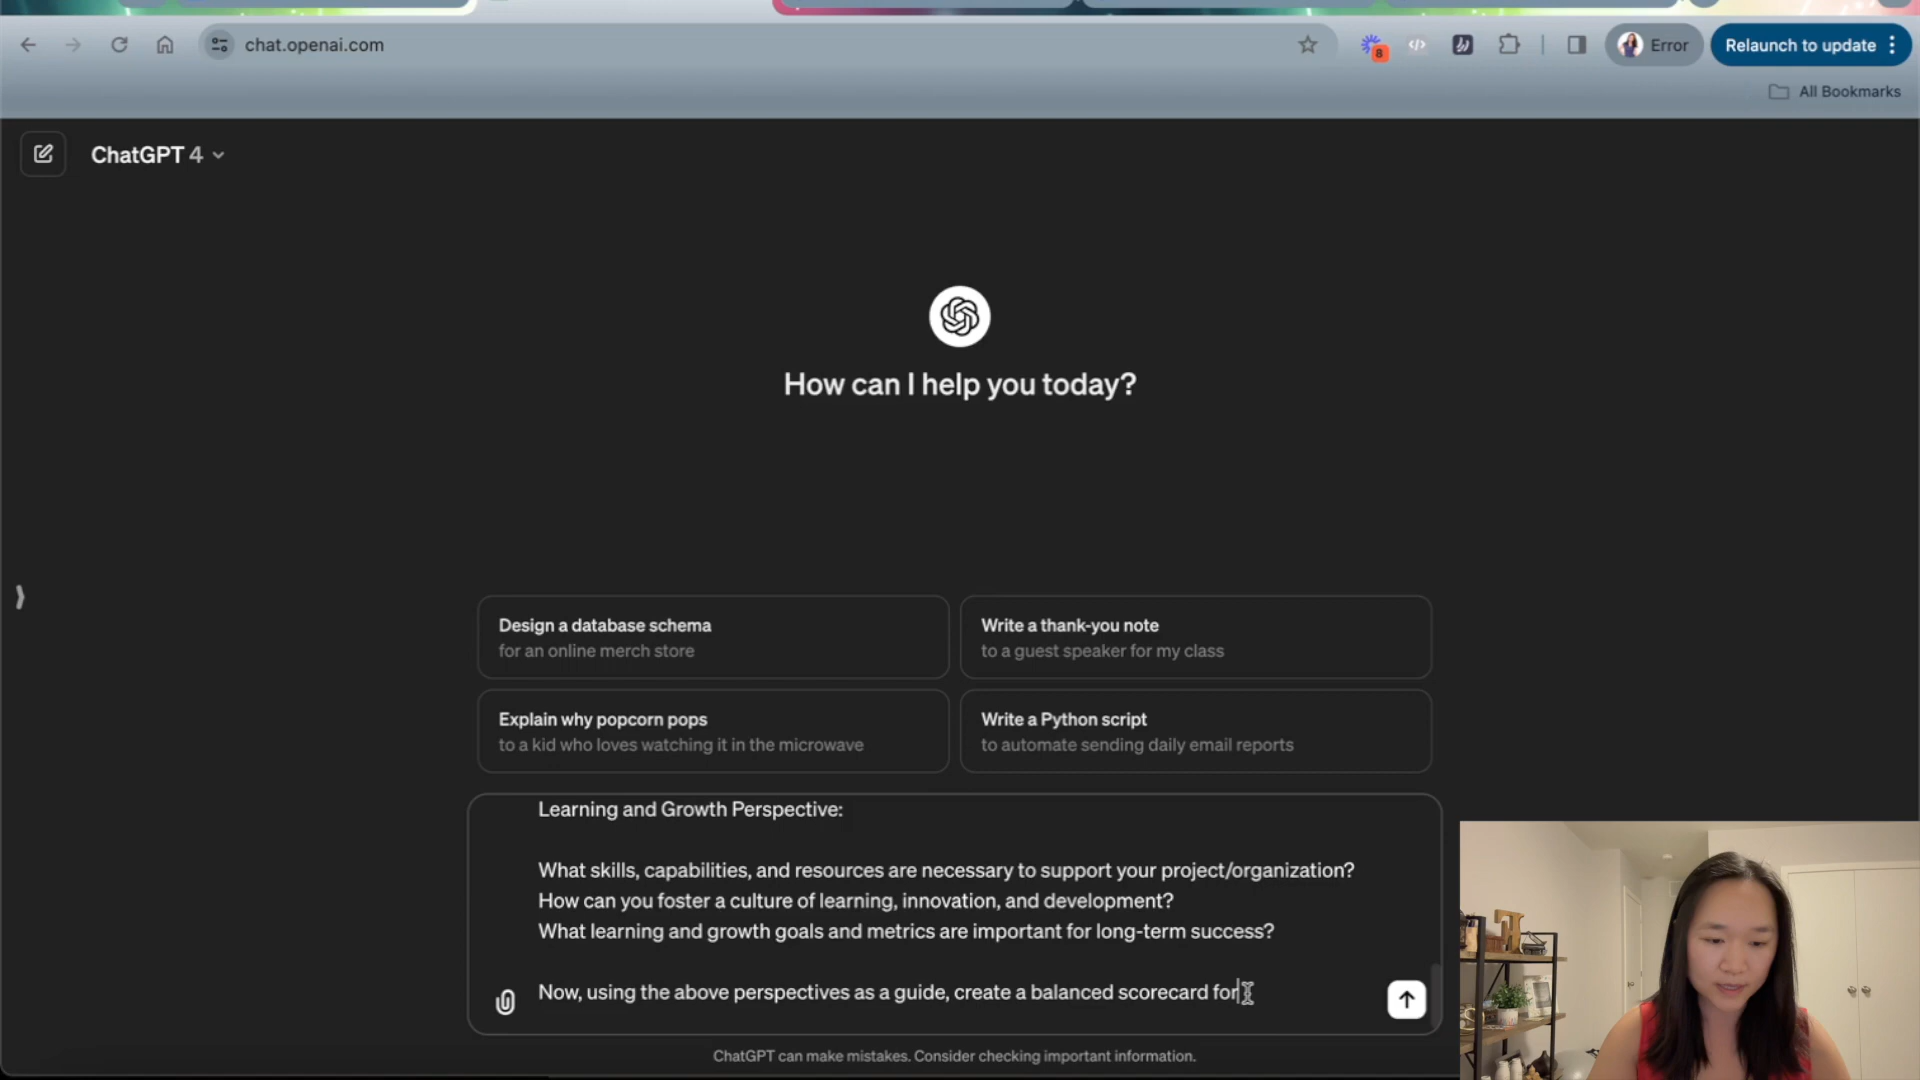 chat.openai.com
8
Error
Relaunch to update
All Bookmarks
ChatGPT 4
How can I help you today?
Design a database schema
for an online merch store
Write a thank-you note
to a guest speaker for my class
Explain why popcorn pops
to a kid who loves watching it in the microwave
Write a Python script
to automate sending daily email reports
Learning and Growth Perspective:
What skills, capabilities, and resources are necessary to support your project/organization?
How can you foster a culture of learning, innovation, and development?
What learning and growth goals and metrics are important for long-term success?
Now, using the above perspectives as a guide, create a balanced scorecard for
ChatGPT can make mistakes. Consider checking important information.